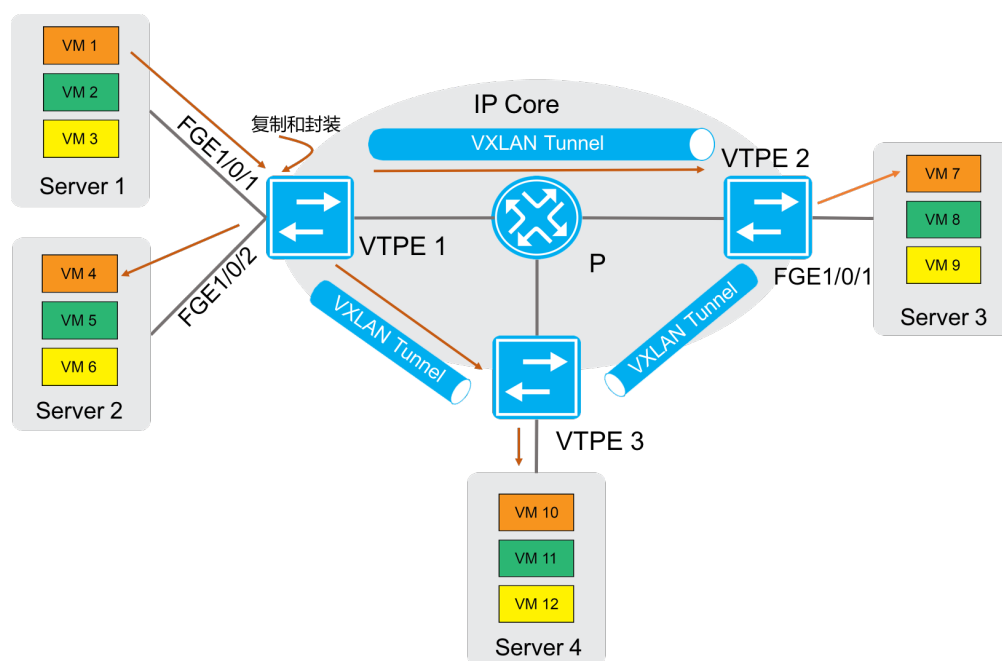 VM 1
VM 2
VM 3
Server 1
FGE1/0/1
复制和封装
IP Core
VXLAN Tunnel
VTPE 1
VTPE 2
P
VM 4
VM 5
VM 6
Server 2
FGE1/0/2
VXLAN Tunnel
VXLAN Tunnel
FGE1/0/1
VM 7
VM 8
VM 9
Server 3
VTPE 3
VM 10
VM 11
VM 12
Server 4